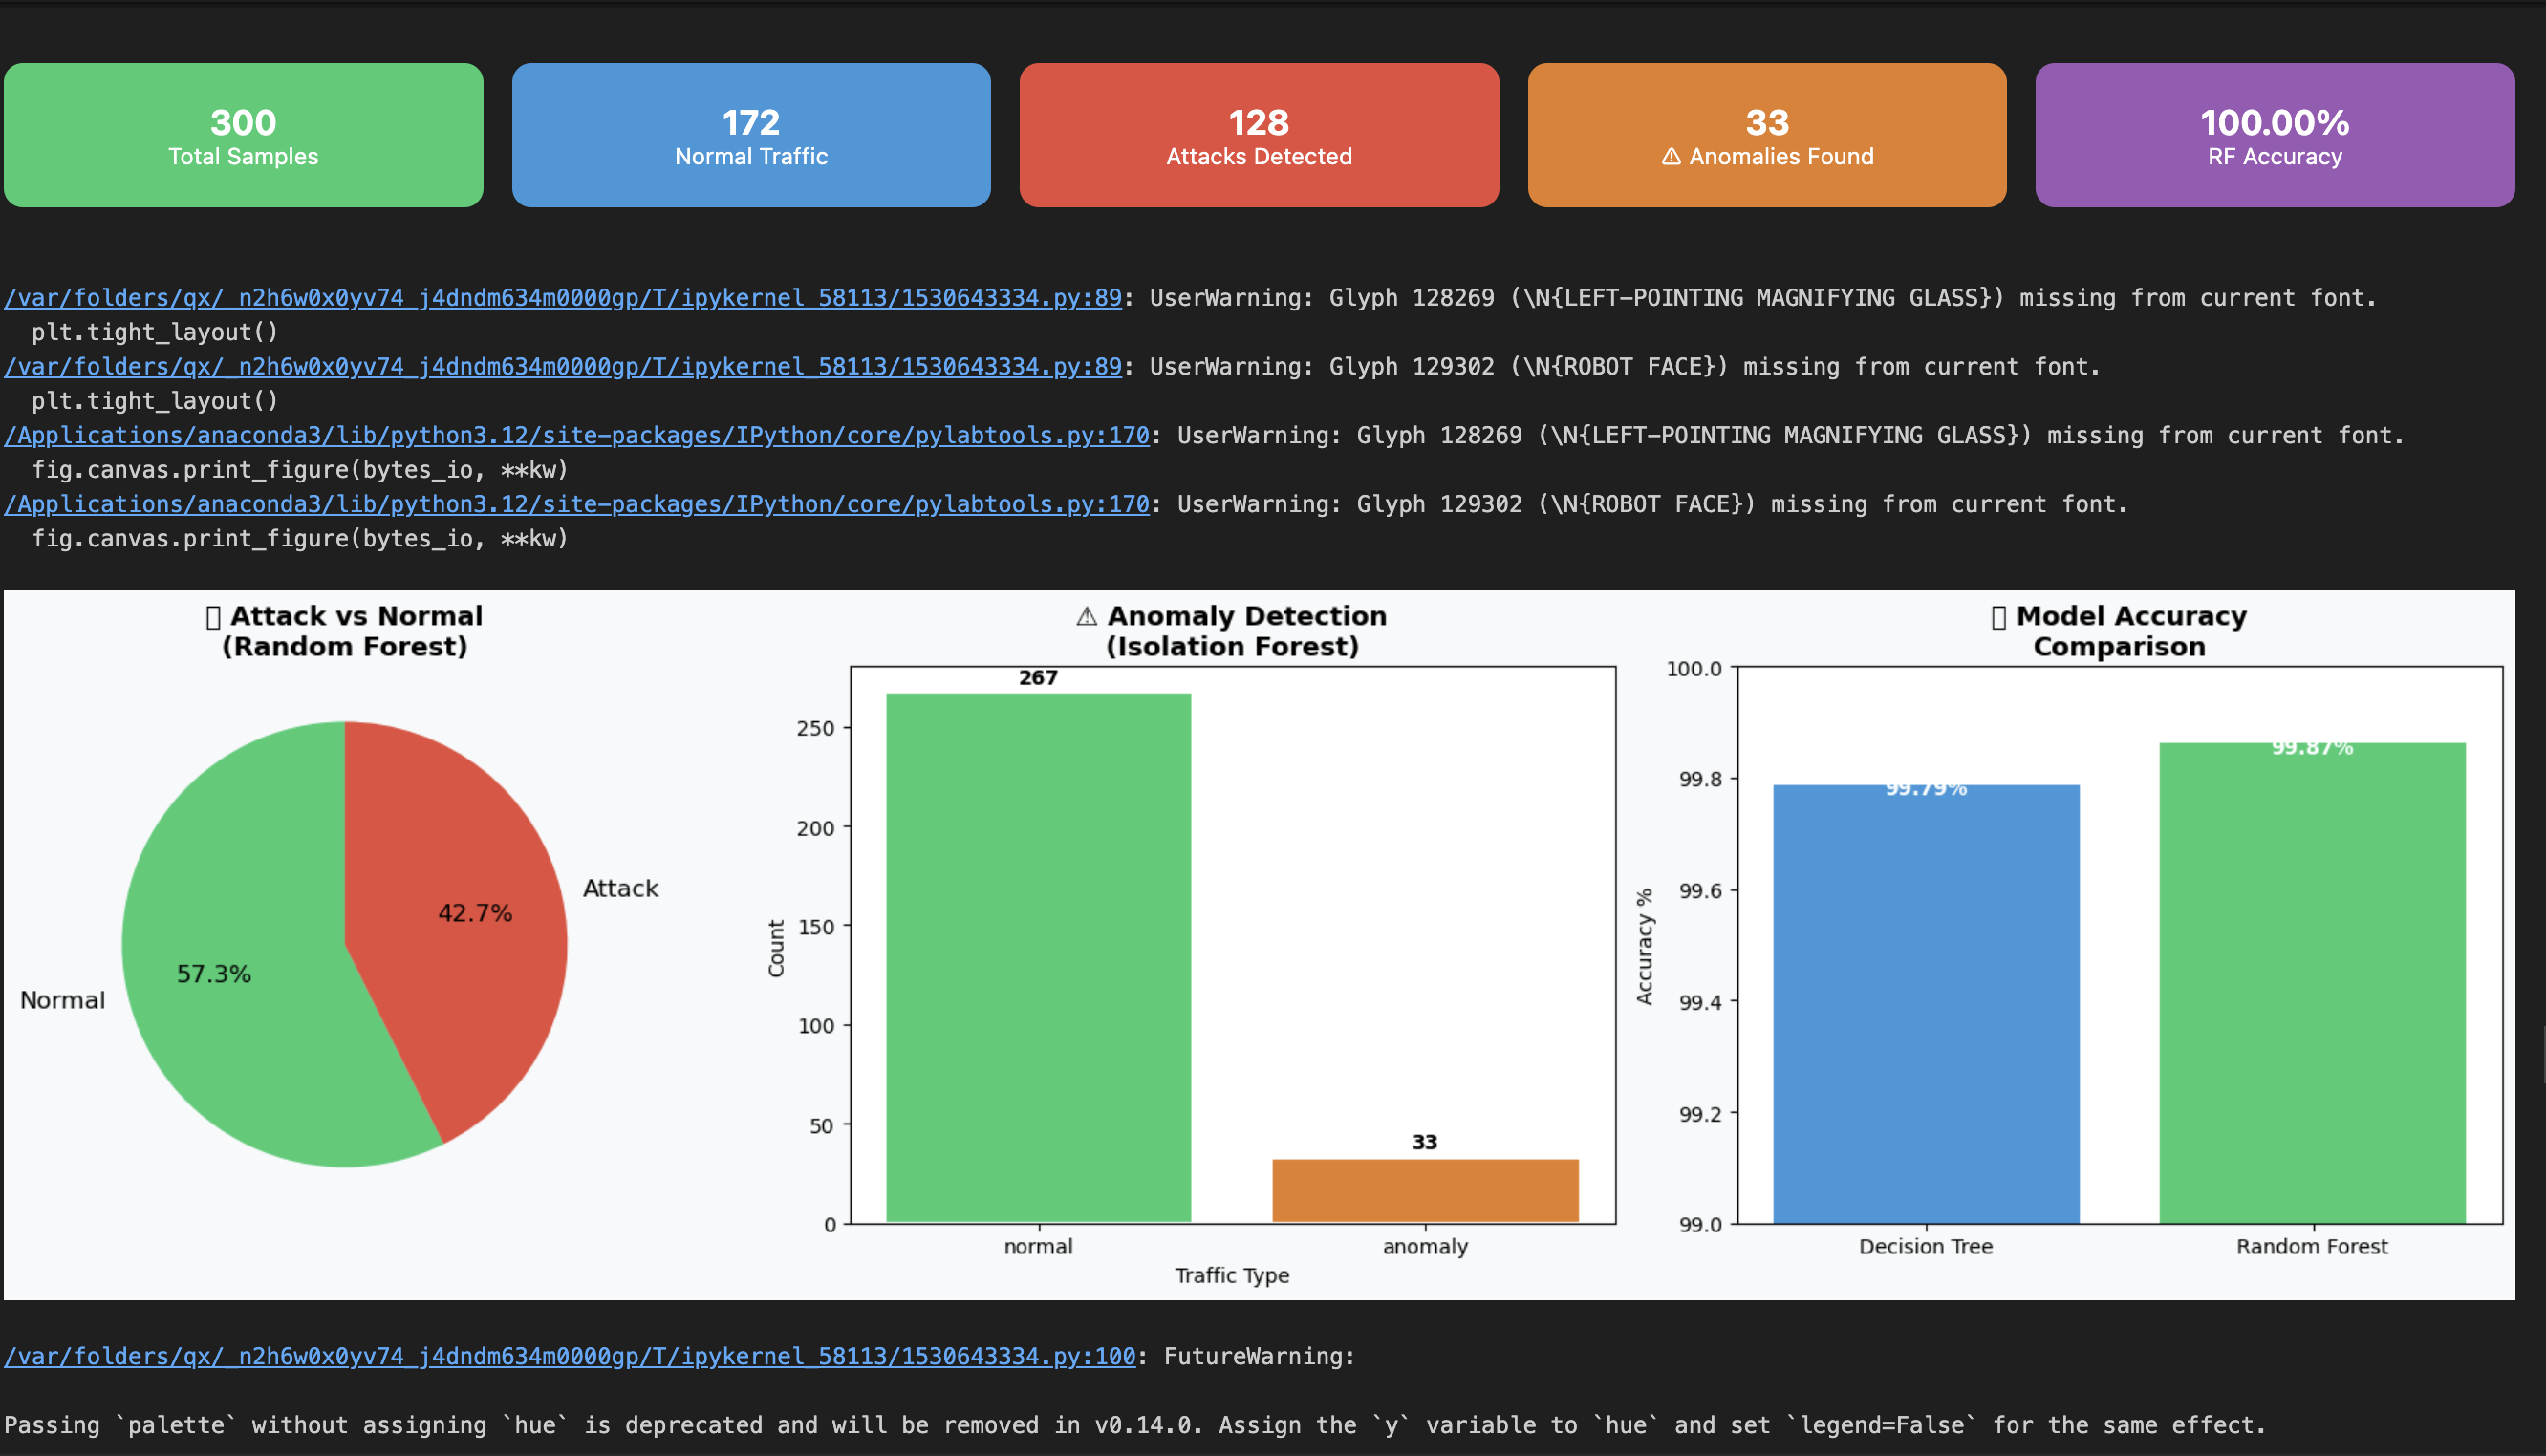 300
Total Samples
172
Normal Traffic
128
Attacks Detected
33
⚠ Anomalies Found
100.00%
RF Accuracy
/var/folders/qx/_n2h6w0x0yv74_j4dndm634m0000gp/T/ipykernel_58113/1530643334.py:89: UserWarning: Glyph 128269 (\N{LEFT-POINTING MAGNIFYING GLASS}) missing from current font.
  plt.tight_layout()
/var/folders/qx/_n2h6w0x0yv74_j4dndm634m0000gp/T/ipykernel_58113/1530643334.py:89: UserWarning: Glyph 129302 (\N{ROBOT FACE}) missing from current font.
  plt.tight_layout()
/Applications/anaconda3/lib/python3.12/site-packages/IPython/core/pylabtools.py:170: UserWarning: Glyph 128269 (\N{LEFT-POINTING MAGNIFYING GLASS}) missing from current font.
  fig.canvas.print_figure(bytes_io, **kw)
/Applications/anaconda3/lib/python3.12/site-packages/IPython/core/pylabtools.py:170: UserWarning: Glyph 129302 (\N{ROBOT FACE}) missing from current font.
  fig.canvas.print_figure(bytes_io, **kw)
Attack vs Normal
(Random Forest)
Attack
42.7%
57.3%
Normal
⚠ Anomaly Detection
(Isolation Forest)
267
250
200
150
100
50
0
33
Count
normal
anomaly
Traffic Type
Model Accuracy
Comparison
100.0
99.8
99.6
99.4
99.2
99.0
99.79%
99.87%
Accuracy %
Decision Tree
Random Forest
/var/folders/qx/_n2h6w0x0yv74_j4dndm634m0000gp/T/ipykernel_58113/1530643334.py:100: FutureWarning:
Passing `palette` without assigning `hue` is deprecated and will be removed in v0.14.0. Assign the `y` variable to `hue` and set `legend=False` for the same effect.